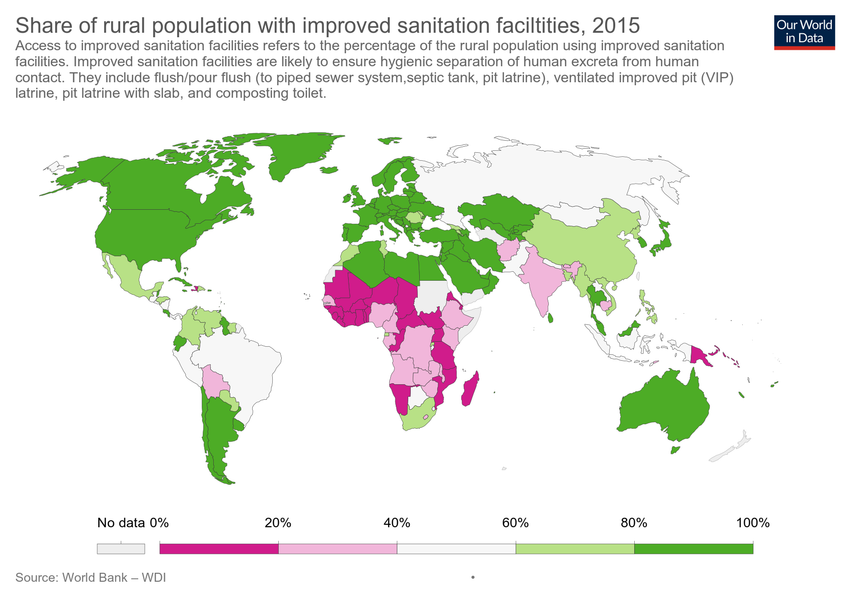 Share of rural population with improved sanitation faciltities, 2015
Our World
in Data
Access to improved sanitation facilities refers to the percentage of the rural population using improved sanitation
facilities. Improved sanitation facilities are likely to ensure hygienic separation of human excreta from human
contact. They include flush/pour flush (to piped sewer system,septic tank, pit latrine), ventilated improved pit (VIP)
latrine, pit latrine with slab, and composting toilet.
No data 0% 20% 40% 60% 80% 100%
Source: World Bank – WDI •